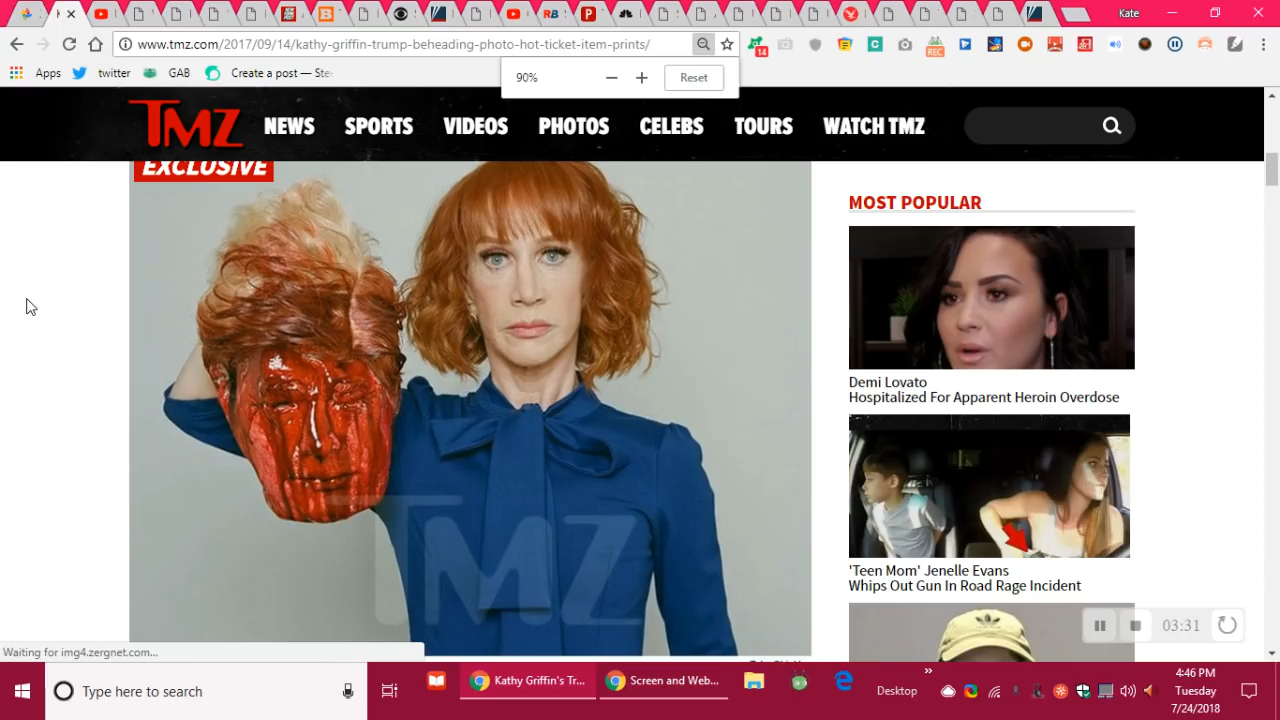 Kate
www.tmz.com/2017/09/14/kathy-griffin-trump-beheading-photo-hot-ticket-item-prints/
14
REC
Apps twitter GAB Create a post — Ste
90% Reset
TMZ NEWS SPORTS VIDEOS PHOTOS CELEBS TOURS WATCH TMZ
EXCLUSIVE
TMZ
MOST POPULAR
Demi Lovato
Hospitalized For Apparent Heroin Overdose
'Teen Mom' Jenelle Evans
Whips Out Gun In Road Rage Incident
03:31
Waiting for img4.zergnet.com...
Type here to search
Kathy Griffin's Tr...
Screen and Web...
Desktop
4:46 PM
Tuesday
7/24/2018